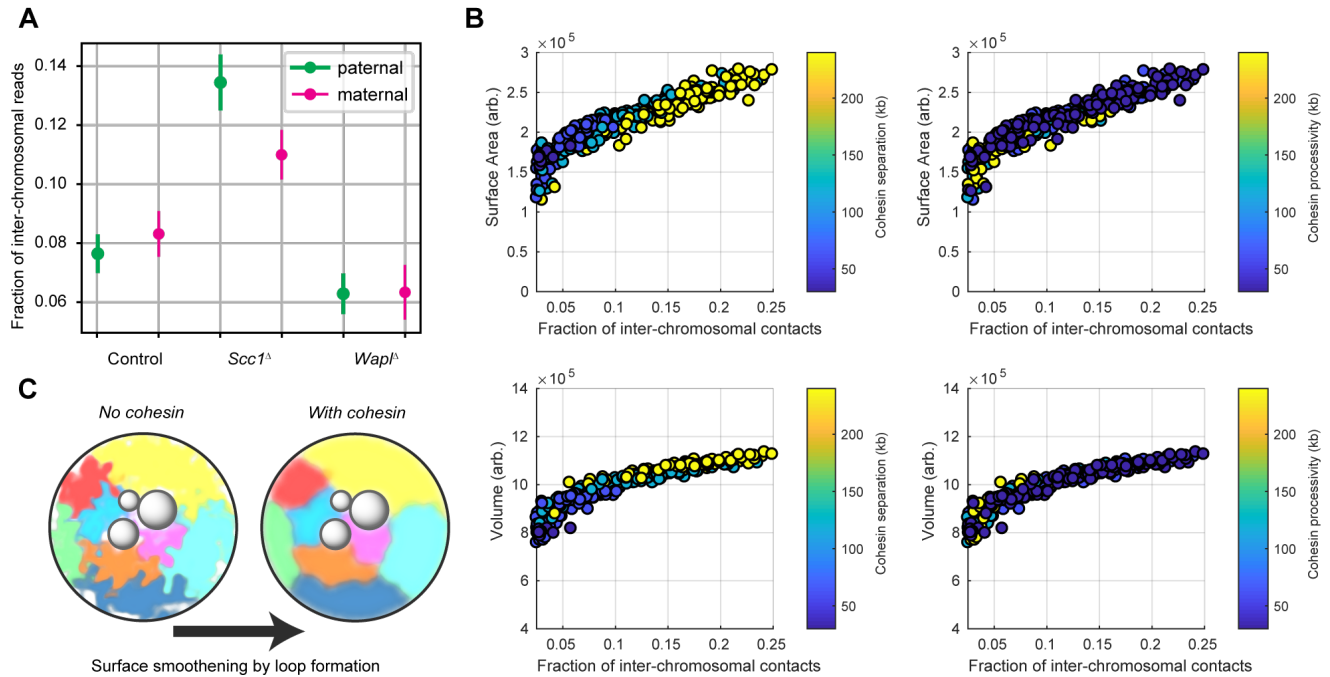 A
Fraction of inter-chromosomal reads
0.14
0.12
0.10
0.08
0.06
paternal
maternal
Control
Scc1Δ
WaplΔ
B
× 10⁵
3
2.5
2
1.5
1
0.5
0
Surface Area (arb.)
0.05
0.1
0.15
0.2
0.25
Fraction of inter-chromosomal contacts
200
150
100
50
Cohesin separation (kb)
× 10⁵
3
2.5
2
1.5
1
0.5
0
Surface Area (arb.)
0.05
0.1
0.15
0.2
0.25
Fraction of inter-chromosomal contacts
200
150
100
50
Cohesin processivity (kb)
C
No cohesin
With cohesin
Surface smoothening by loop formation
× 10⁵
14
12
10
8
6
4
Volume (arb.)
0.05
0.1
0.15
0.2
0.25
Fraction of inter-chromosomal contacts
200
150
100
50
Cohesin separation (kb)
× 10⁵
14
12
10
8
6
4
Volume (arb.)
0.05
0.1
0.15
0.2
0.25
Fraction of inter-chromosomal contacts
200
150
100
50
Cohesin processivity (kb)